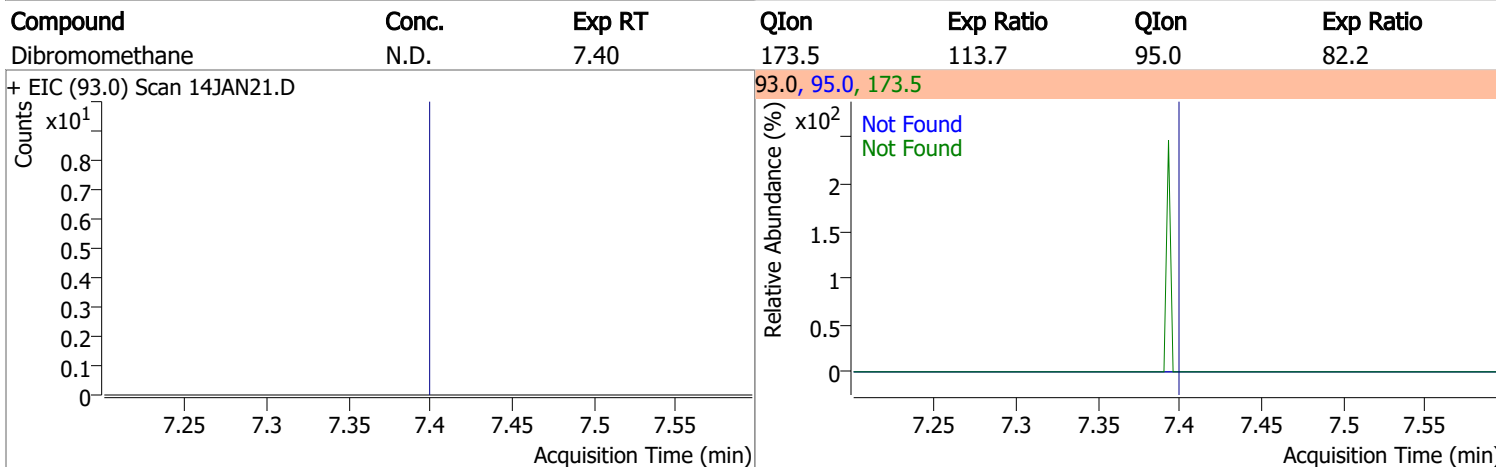 Compound Conc. Exp RT QIon Exp Ratio QIon Exp Ratio
Dibromomethane N.D. 7.40 173.5 113.7 95.0 82.2
+ EIC (93.0) Scan 14JAN21.D
Counts
x10¹
0.8
0.7
0.6
0.5
0.4
0.3
0.2
0.1
0
7.25 7.3 7.35 7.4 7.45 7.5 7.55
Acquisition Time (min)
93.0, 95.0, 173.5
Relative Abundance (%)
x10²
Not Found
Not Found
2
1.5
1
0.5
0
7.25 7.3 7.35 7.4 7.45 7.5 7.55
Acquisition Time (min)